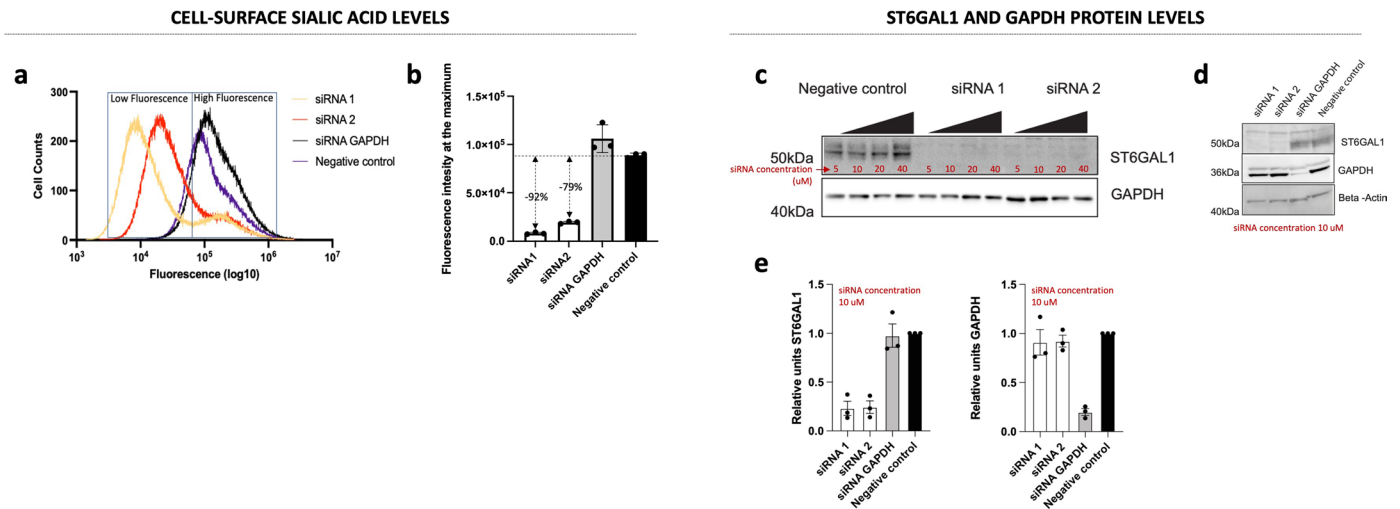 CELL-SURFACE SIALIC ACID LEVELS
ST6GAL1 AND GAPDH PROTEIN LEVELS
a
300
200
100
0
Cell Counts
Low Fluorescence
High Fluorescence
siRNA 1
siRNA 2
siRNA GAPDH
Negative control
10³
10⁴
10⁵
10⁶
10⁷
Fluorescence (log10)
b
Fluorescence intesity at the maximum
1.5×10⁵
1.0×10⁵
5.0×10⁴
0.0
-92%
-79%
siRNA1
siRNA2
siRNA GAPDH
Negative control
c
Negative control
siRNA 1
siRNA 2
50kDa
siRNA concentration
(uM)
5 10 20 40
5 10 20 40
5 10 20 40
ST6GAL1
GAPDH
40kDa
d
siRNA 1
siRNA 2
siRNA GAPDH
Negative control
50kDa
ST6GAL1
36kDa
GAPDH
Beta -Actin
40kDa
siRNA concentration 10 uM
e
Relative units ST6GAL1
1.5
1.0
0.5
0.0
siRNA concentration
10 uM
siRNA 1
siRNA 2
siRNA GAPDH
Negative control
Relative units GAPDH
1.5
1.0
0.5
0.0
siRNA concentration
10 uM
siRNA 1
siRNA 2
siRNA GAPDH
Negative control